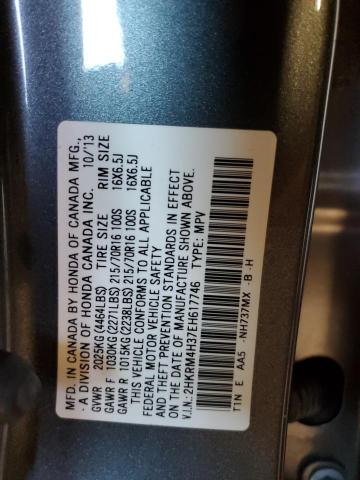 MFD. IN CANADA BY HONDA OF CANADA MFG.,
A DIVISION OF HONDA CANADA INC. 10/'13
GVWR 2025KG (4464LBS) TIRE SIZE RIM SIZE
GAWR F 1030KG (2271LBS) 215/70R16 100S 16X6.5J
GAWR R 1015KG (2238LBS) 215/70R16 100S 16X6.5J
THIS VEHICLE CONFORMS TO ALL APPLICABLE
FEDERAL MOTOR VEHICLE SAFETY
AND THEFT PREVENTION STANDARDS IN EFFECT
ON THE DATE OF MANUFACTURE SHOWN ABOVE.
V.I.N.: 2HKRM4H37EH617746 TYPE: MPV
T1N E AA5 -NH737MX -B -H